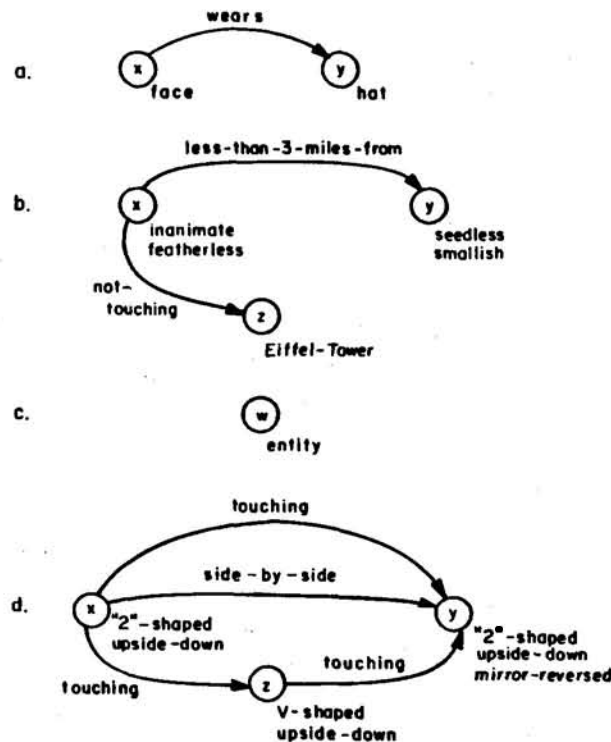 wears
a.
x
y
face
hat
less-than-3-miles-from
b.
x
y
inanimate
featherless
seedless
smallish
not-
touching
z
Eiffel-Tower
c.
w
entity
touching
side-by-side
d.
x
y
"2"-shaped
upside-down
"2"-shaped
upside-down
mirror-reversed
touching
z
touching
V-shaped
upside-down